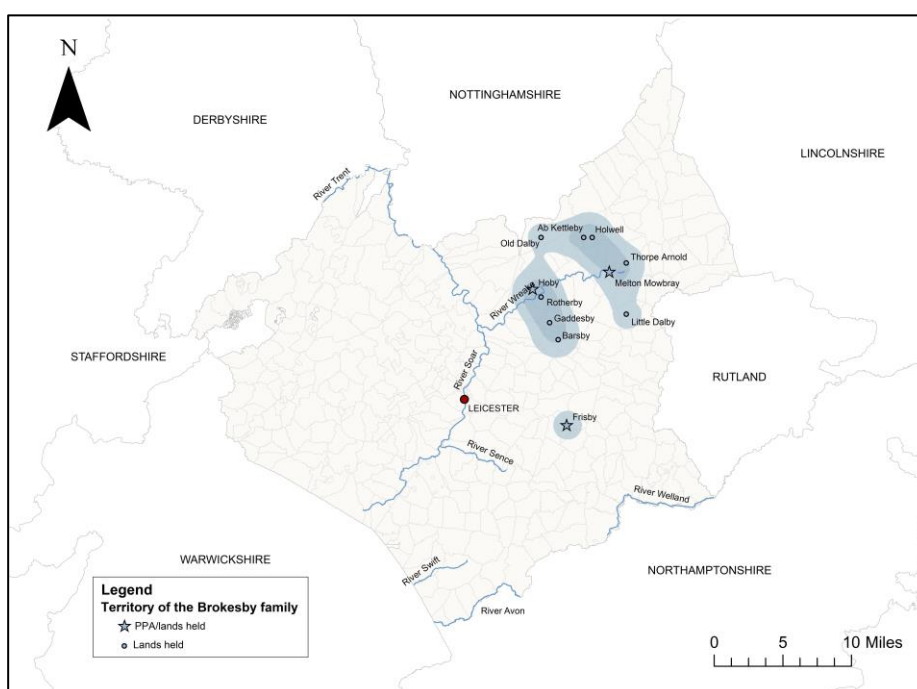 N
NOTTINGHAMSHIRE
DERBYSHIRE
LINCOLNSHIRE
River Trent
Ab Kettleby
Holwell
Old Dalby
Thorpe Arnold
Melton Mowbray
Hoby
River Wreake
Rotherby
Gaddesby
Little Dalby
Barsby
STAFFORDSHIRE
River Soar
RUTLAND
LEICESTER
Frisby
River Sence
River Welland
WARWICKSHIRE
River Swift
NORTHAMPTONSHIRE
River Avon
Legend
Territory of the Brokesby family
PPA/lands held
Lands held
0 5 10 Miles